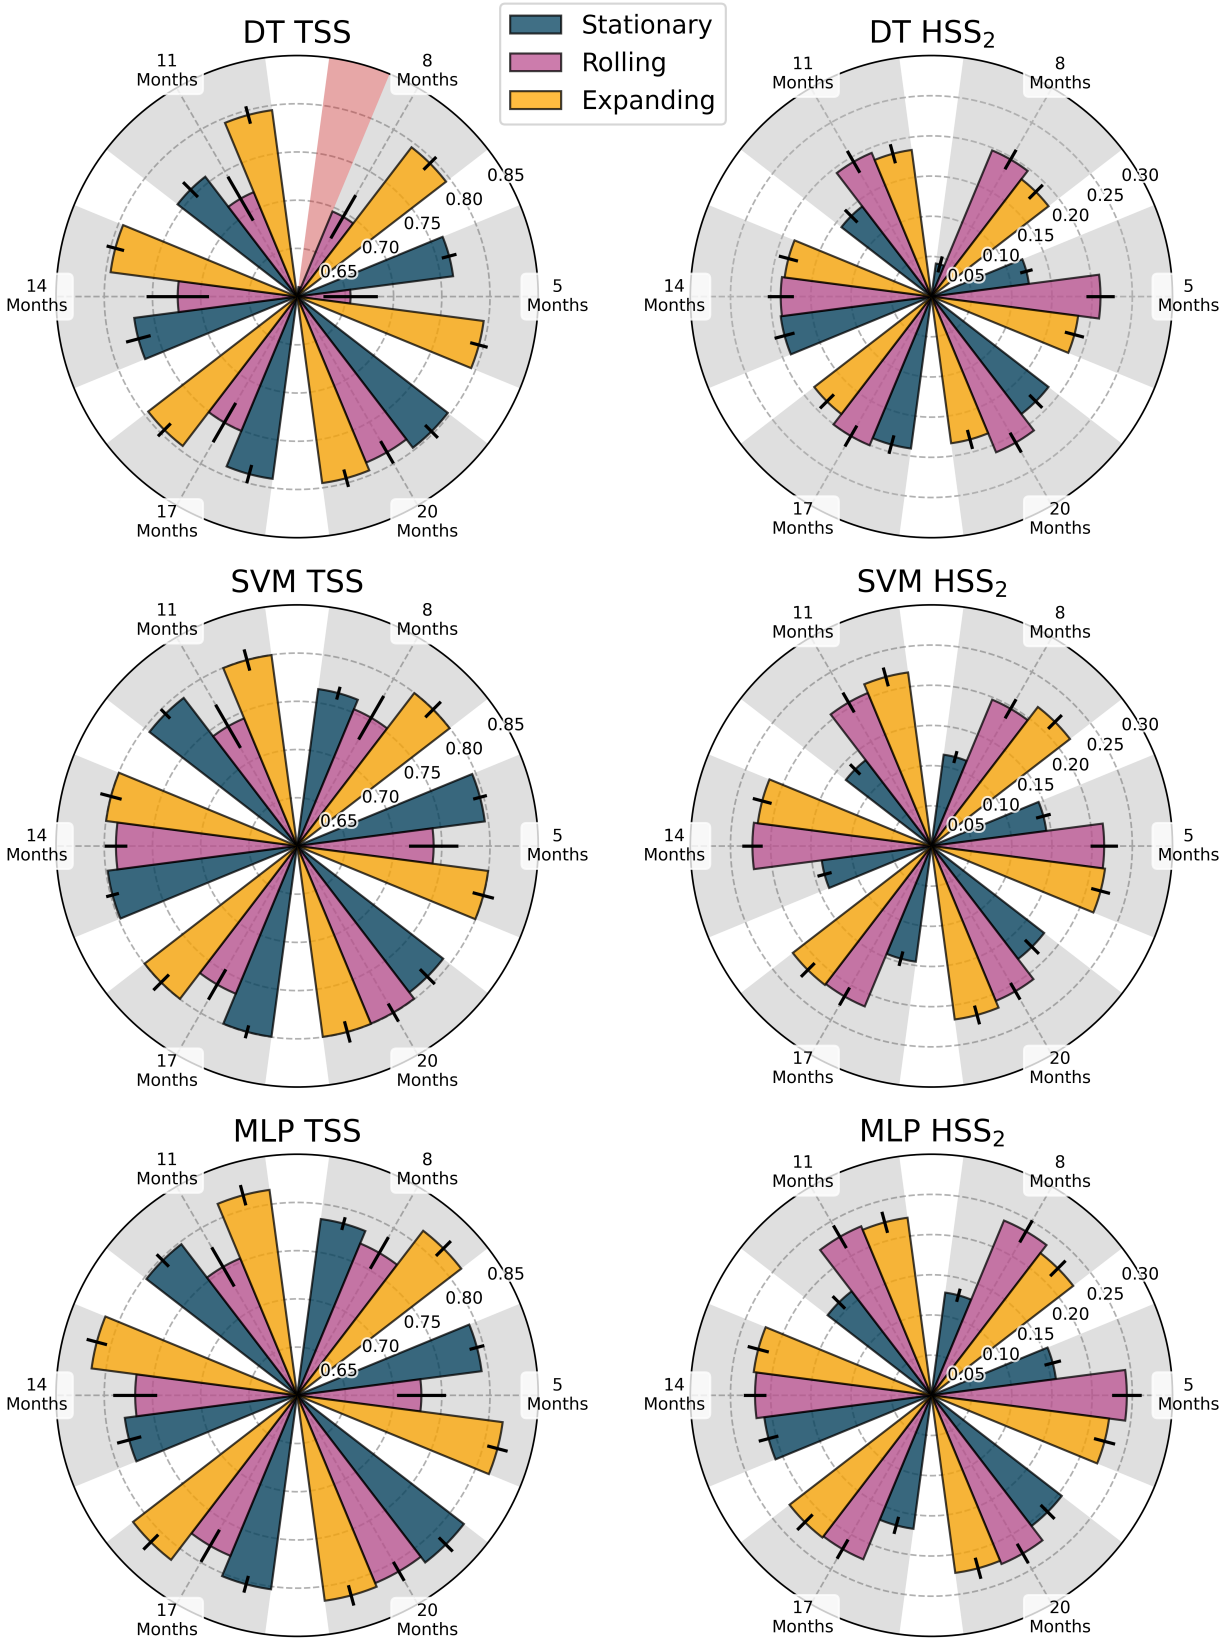 DT TSS
DT HSS₂
Stationary
Rolling
Expanding
11
Months
8
Months
0.85
0.80
0.75
0.70
0.65
14
Months
5
Months
17
Months
20
Months
11
Months
8
Months
0.30
0.25
0.20
0.15
0.10
0.05
14
Months
5
Months
17
Months
20
Months
SVM TSS
11
Months
8
Months
0.85
0.80
0.75
0.70
0.65
14
Months
5
Months
17
Months
20
Months
SVM HSS₂
11
Months
8
Months
0.30
0.25
0.20
0.15
0.10
0.05
14
Months
5
Months
17
Months
20
Months
MLP TSS
11
Months
8
Months
0.85
0.80
0.75
0.70
0.65
14
Months
5
Months
17
Months
20
Months
MLP HSS₂
11
Months
8
Months
0.30
0.25
0.20
0.15
0.10
0.05
14
Months
5
Months
17
Months
20
Months